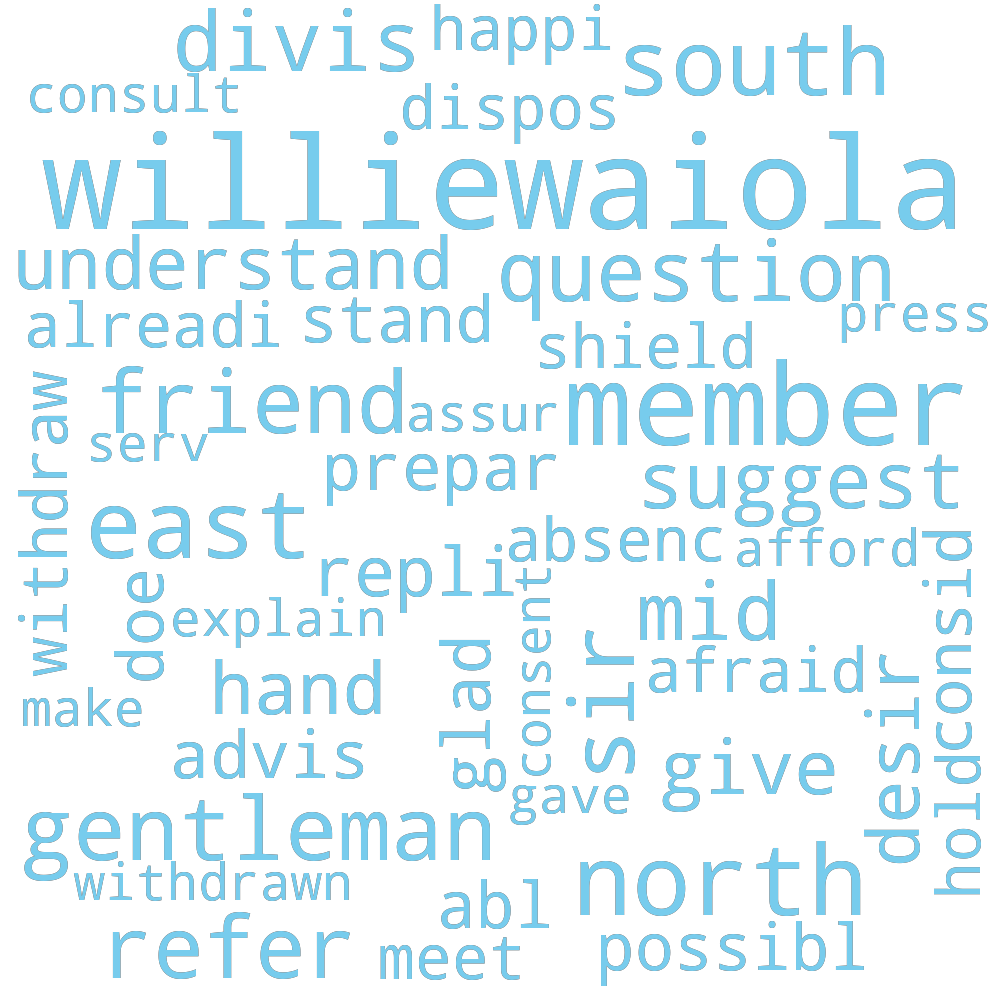 divis
happi
south
consult
dispos
williewaiola
understand
question
alreadi
stand
press
shield
withdraw
friend
assur
member
serv
prepar
suggest
east
absenc
afford
repli
doe
explain
consent
mid
considhold
glad
sir
afraid
hand
desir
make
advis
give
gave
gentleman
withdrawn
north
abl
refer
meet
possibl